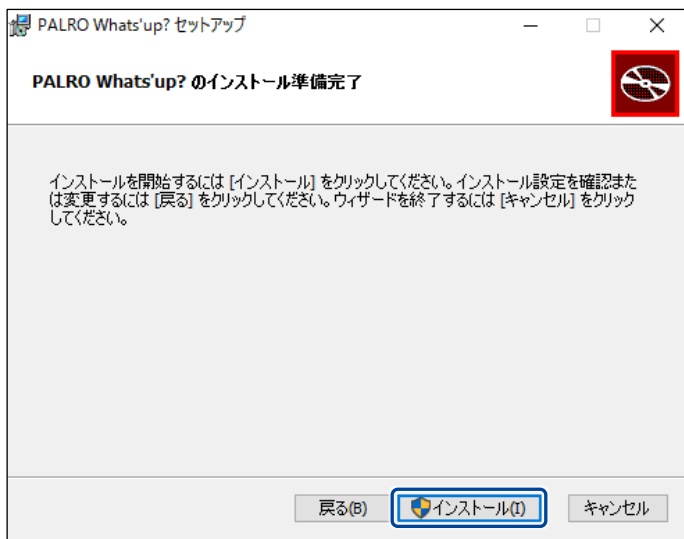 PALRO Whats'up? セットアップ
PALRO Whats'up? のインストール準備完了
インストールを開始するには [インストール] をクリックしてください。インストール設定を確認また
は変更するには [戻る] をクリックしてください。ウィザードを終了するには [キャンセル] をクリック
してください。
戻る(B) インストール(I) キャンセル